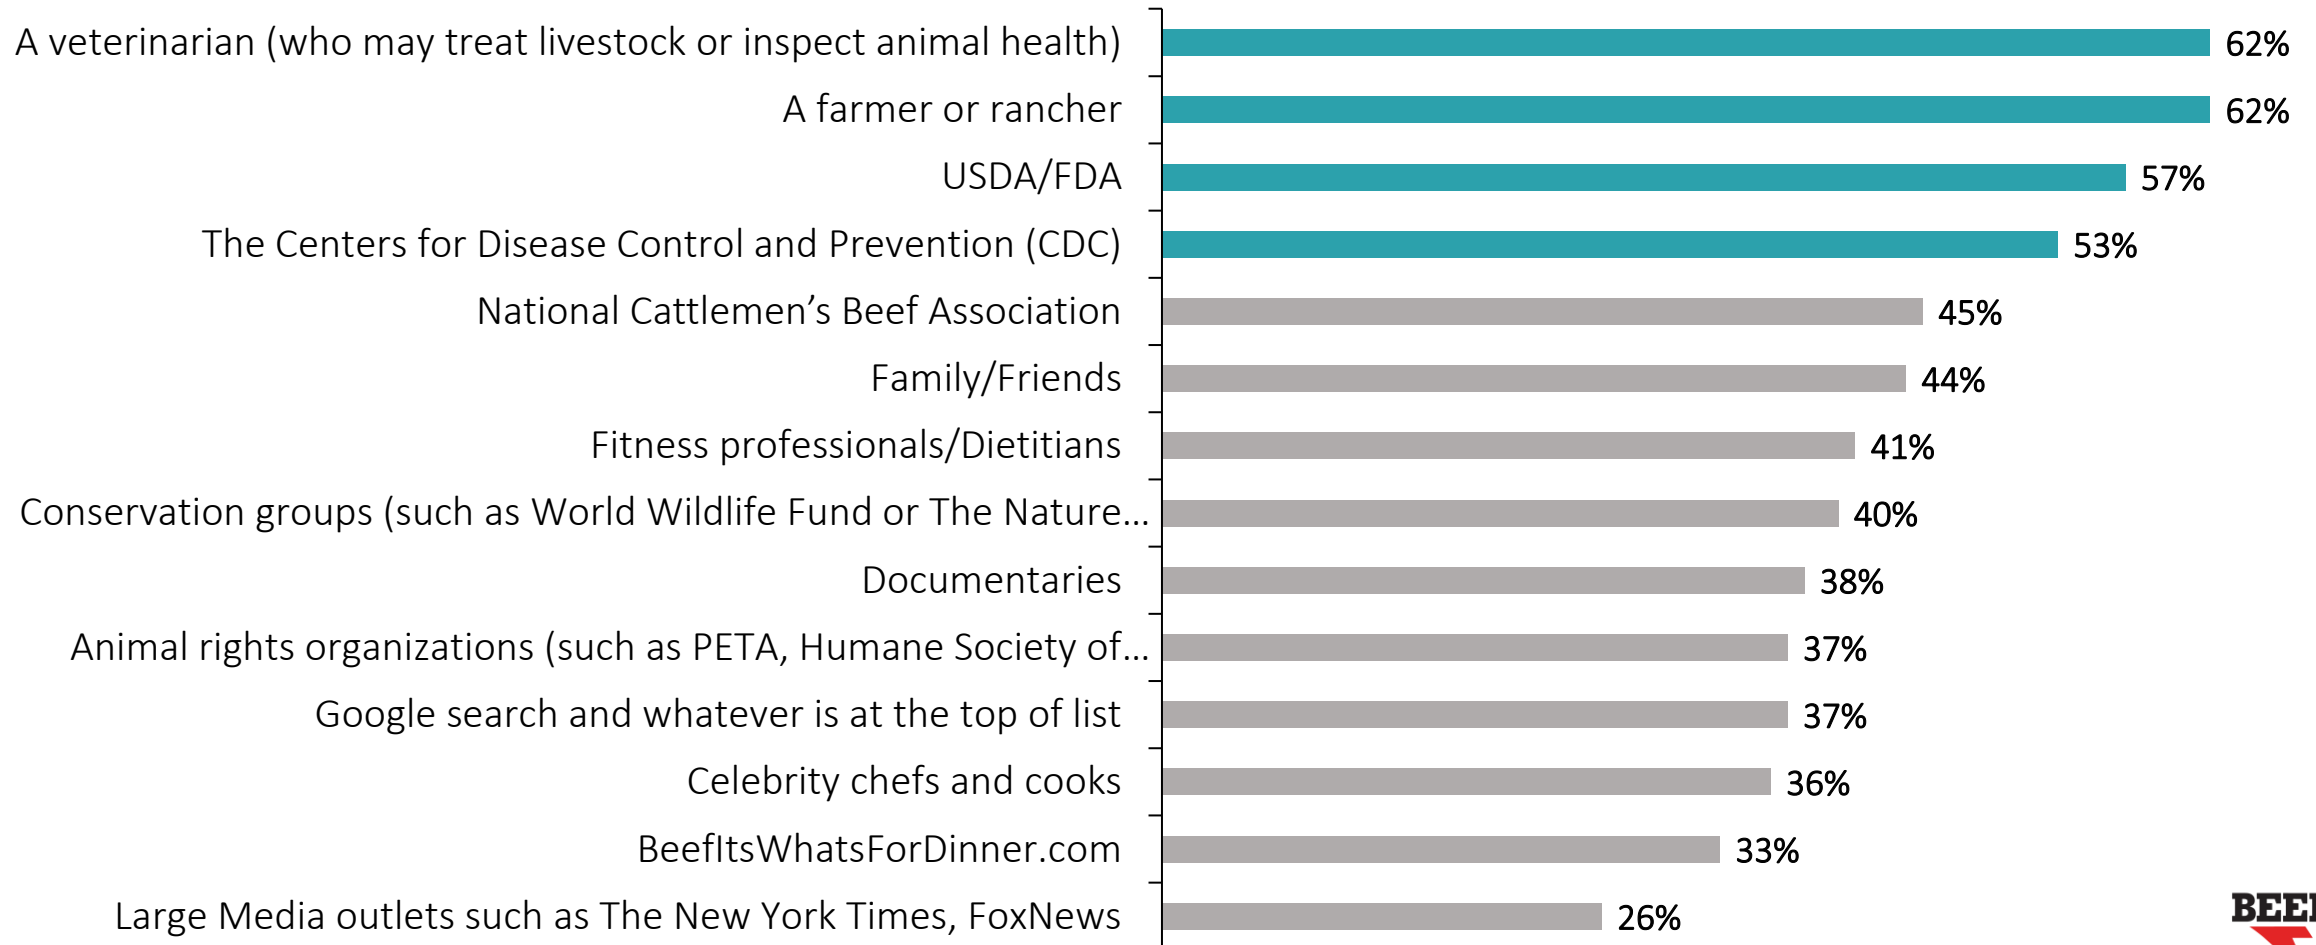 A veterinarian (who may treat livestock or inspect animal health) 62%
A farmer or rancher 62%
USDA/FDA 57%
The Centers for Disease Control and Prevention (CDC) 53%
National Cattlemen’s Beef Association 45%
Family/Friends 44%
Fitness professionals/Dietitians 41%
Conservation groups (such as World Wildlife Fund or The Nature... 40%
Documentaries 38%
Animal rights organizations (such as PETA, Humane Society of... 37%
Google search and whatever is at the top of list 37%
Celebrity chefs and cooks 36%
BeefItsWhatsForDinner.com 33%
Large Media outlets such as The New York Times, FoxNews 26%